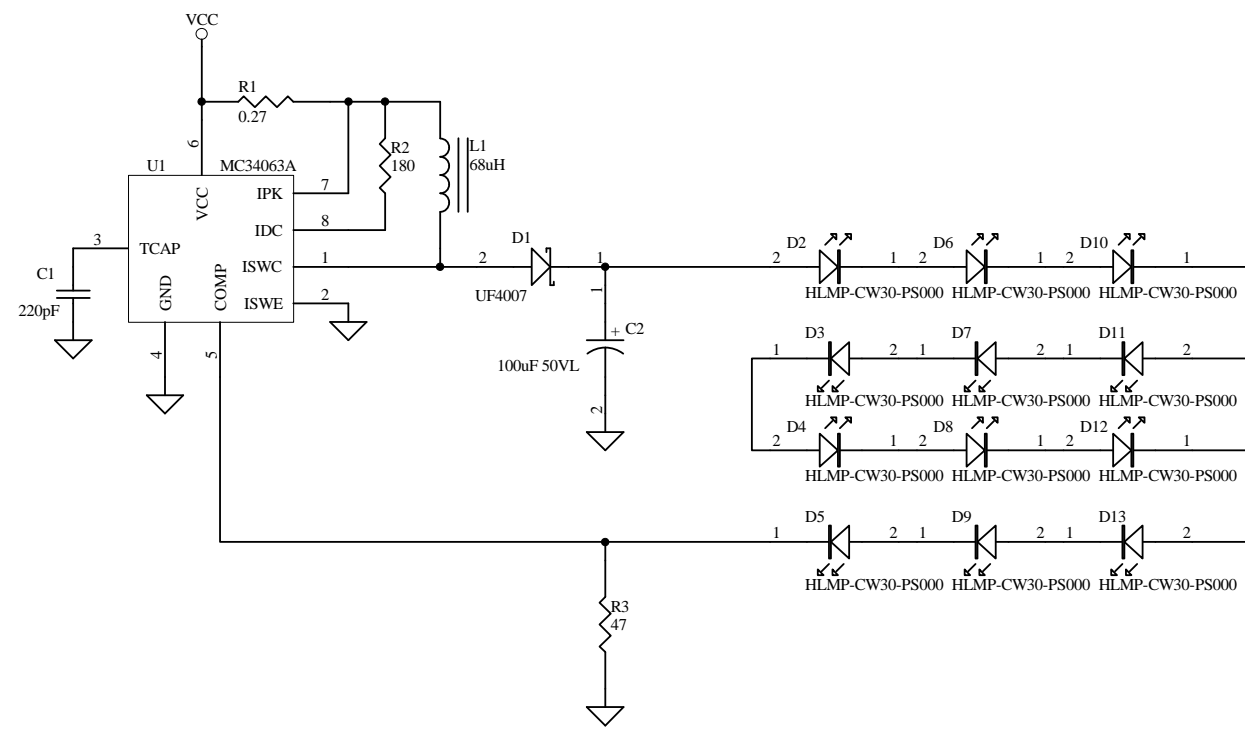 VCC
R1
0.27
6
U1
MC34063A
VCC
IPK
7
R2
180
L1
68uH
IDC
8
3
TCAP
ISWC
1
C1
220pF
GND
COMP
ISWE
2
4
5
2
D1
1
UF4007
1
+
C2
100uF 50VL
2
2
D2
1
2
D6
1
2
D10
1
HLMP-CW30-PS000
HLMP-CW30-PS000
HLMP-CW30-PS000
1
D3
2
1
D7
2
1
D11
2
HLMP-CW30-PS000
HLMP-CW30-PS000
HLMP-CW30-PS000
2
D4
1
2
D8
1
2
D12
1
HLMP-CW30-PS000
HLMP-CW30-PS000
HLMP-CW30-PS000
1
D5
2
1
D9
2
1
D13
2
HLMP-CW30-PS000
HLMP-CW30-PS000
HLMP-CW30-PS000
R3
47